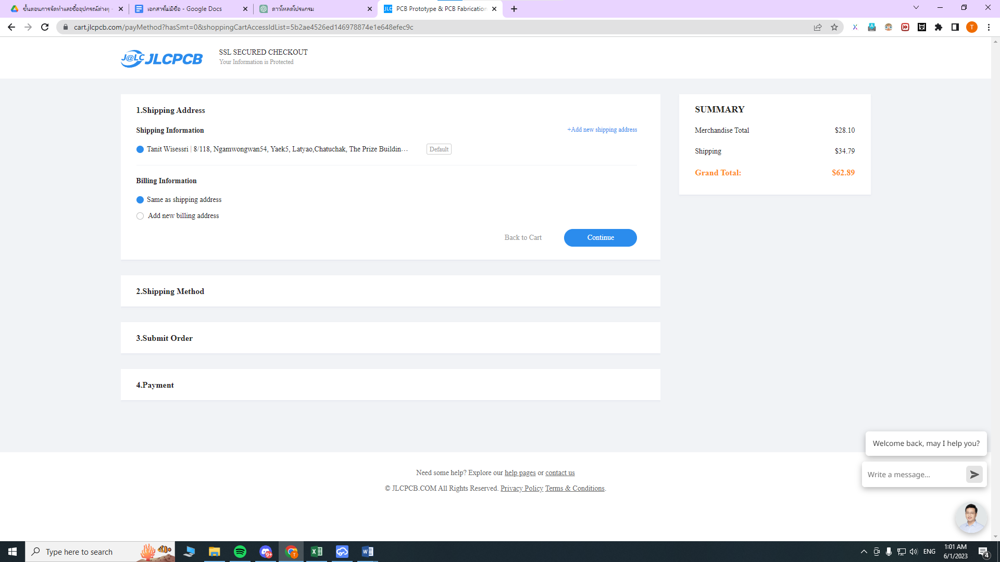 ขั้นตอนการจัดทำและซื้ออุปกรณ์ต่างๆ -
เอกสารไม่มีชื่อ - Google Docs
ดาวโหลดโปรแกรม
JLC PCB Prototype & PCB Fabrication
cart.jlcpcb.com/payMethod?hasSmt=0&shoppingCartAccessIdList=5b2ae4526ed146978874e1e648efec9c
T
J@LC JLCPCB
SSL SECURED CHECKOUT
Your Information is Protected
1.Shipping Address
Shipping Information
+Add new shipping address
Tanit Wisessri | 8/118, Ngamwongwan54, Yaek5, Latyao,Chatuchak, The Prize Buildin...
Default
Billing Information
Same as shipping address
Add new billing address
Back to Cart
Continue
2.Shipping Method
3.Submit Order
4.Payment
SUMMARY
Merchandise Total $28.10
Shipping $34.79
Grand Total: $62.89
Welcome back, may I help you?
Write a message...
Need some help? Explore our help pages or contact us
© JLCPCB.COM All Rights Reserved. Privacy Policy Terms & Conditions.
Type here to search
9+
T
ENG
1:01 AM
6/1/2023
4